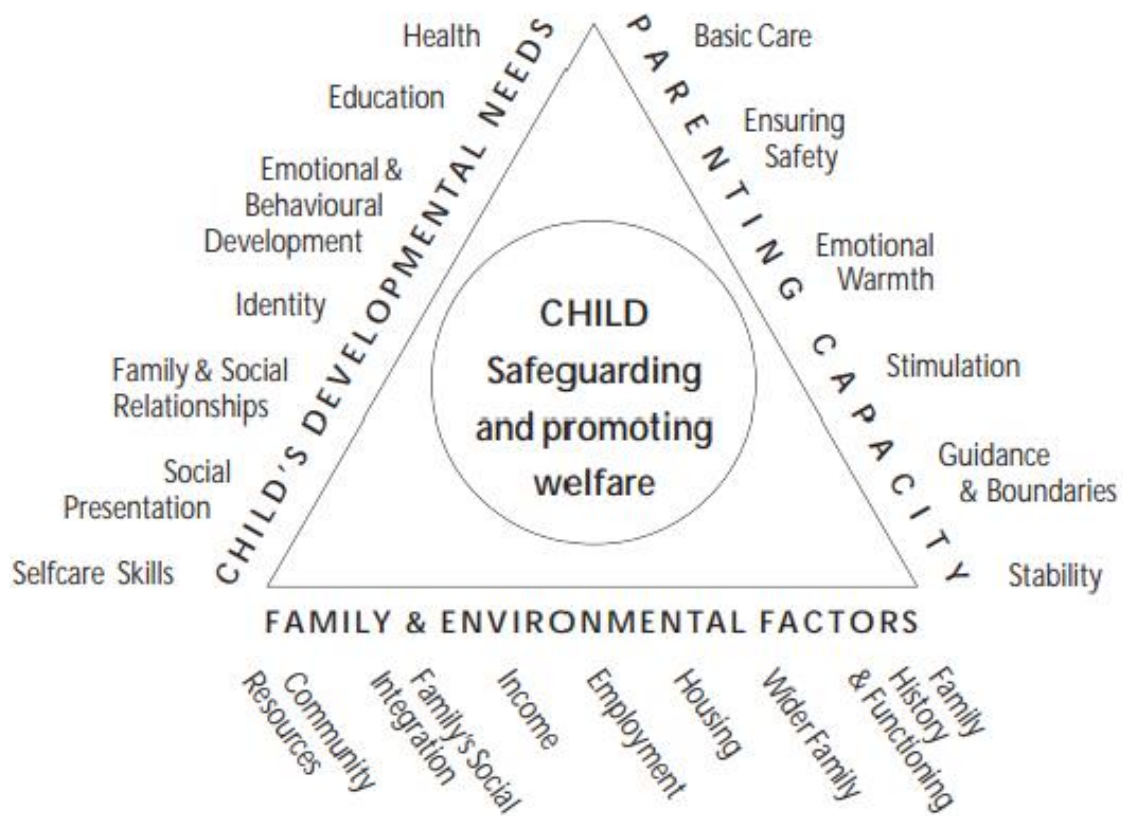 CHILD'S DEVELOPMENTAL NEEDS
Health
Education
Emotional &
Behavioural
Development
Identity
Family & Social
Relationships
Social
Presentation
Selfcare Skills
PARENTING CAPACITY
Basic Care
Ensuring
Safety
Emotional
Warmth
Stimulation
Guidance
& Boundaries
Stability
CHILD
Safeguarding
and promoting
welfare
FAMILY & ENVIRONMENTAL FACTORS
Community
Resources
Family's Social
Integration
Income
Employment
Housing
Wider Family
Family
History
& Functioning